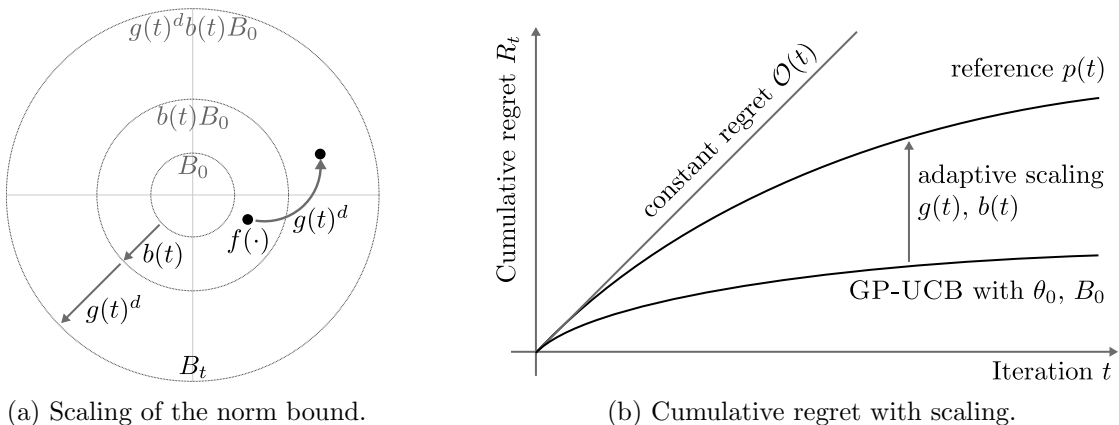 g(t)^d b(t)B_0
b(t)B_0
B_0
g(t)^d
f(·)
b(t)
g(t)^d
B_t
(a) Scaling of the norm bound.
Cumulative regret R_t
constant regret 𝒪(t)
reference p(t)
adaptive scaling
g(t), b(t)
GP-UCB with θ_0, B_0
Iteration t
(b) Cumulative regret with scaling.